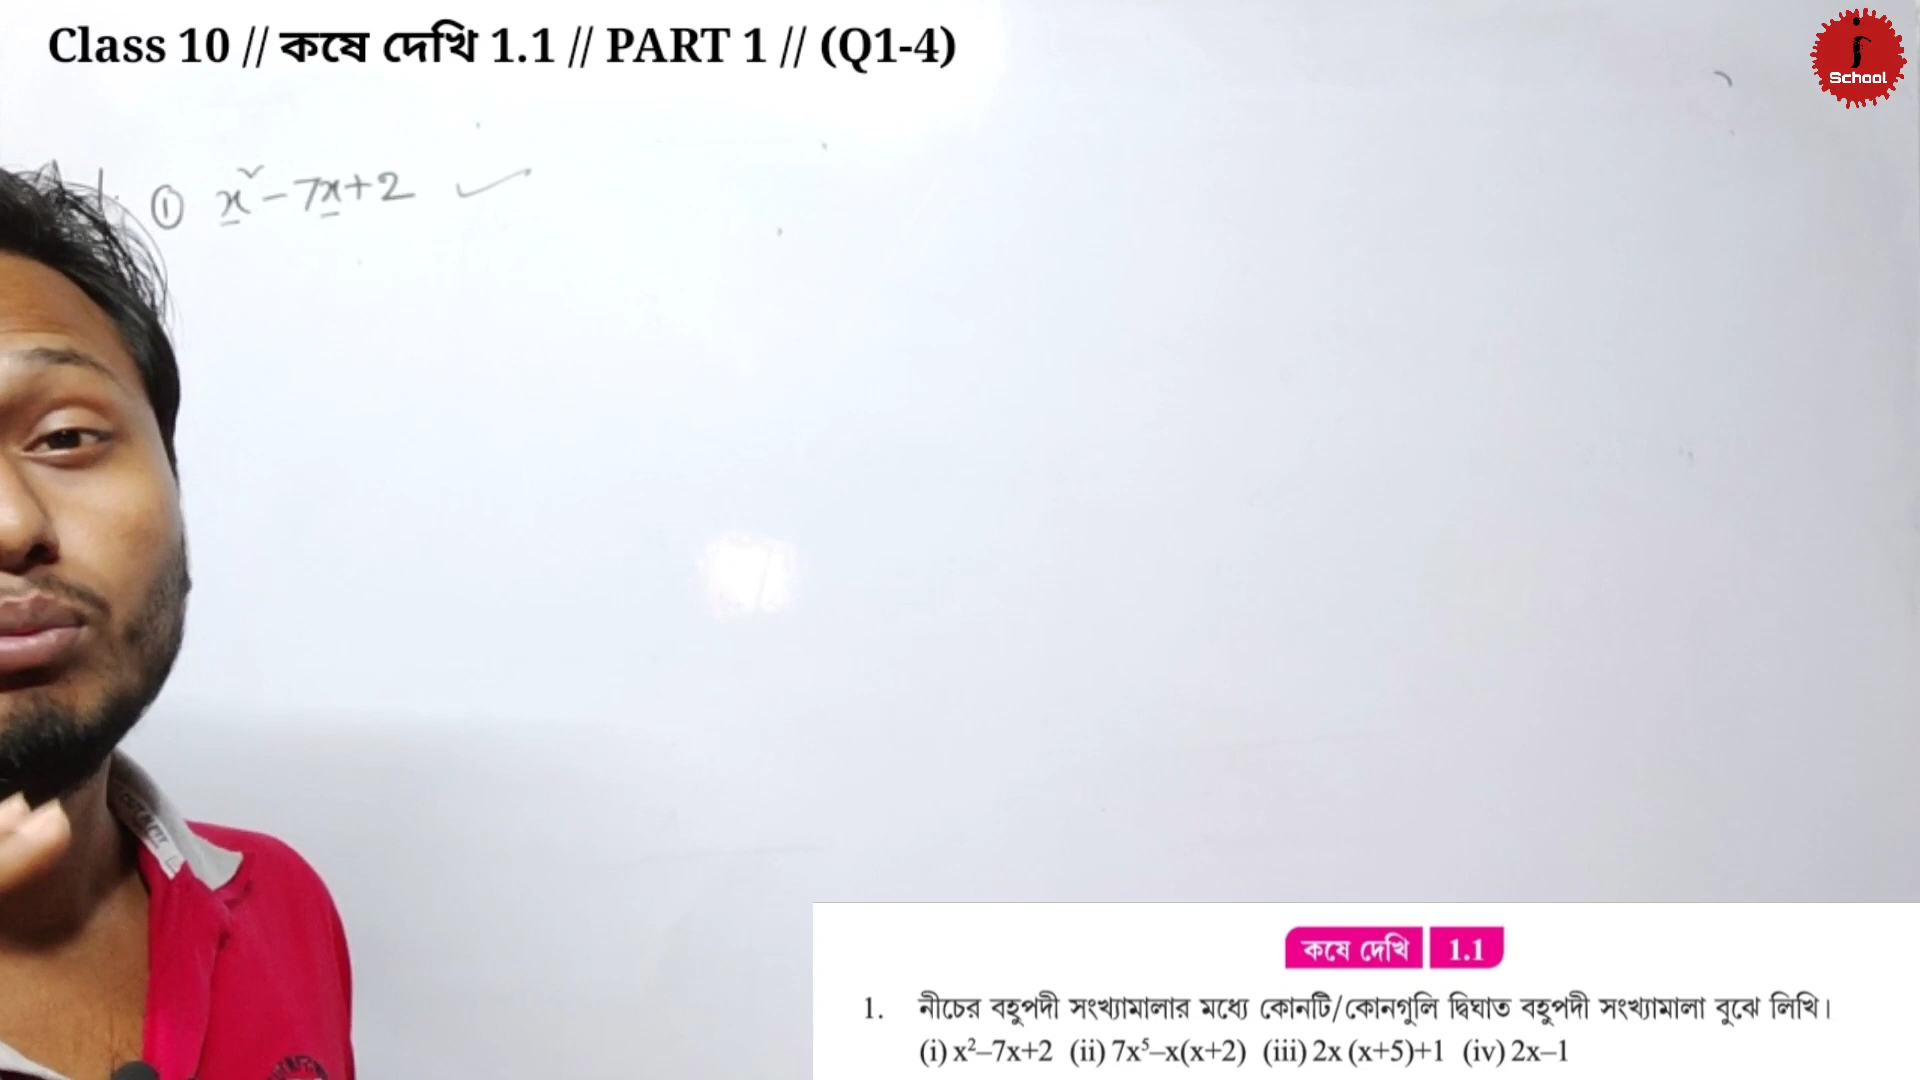 Class 10 // কষে দেখি 1.1 // PART 1 // (Q1-4)
School
① x² – 7x + 2 ✓
কষে দেখি 1.1
1. নীচের বহুপদী সংখ্যামালার মধ্যে কোনটি/কোনগুলি দ্বিঘাত বহুপদী সংখ্যামালা বুঝে লিখি।
(i) x²–7x+2 (ii) 7x⁵–x(x+2) (iii) 2x (x+5)+1 (iv) 2x–1